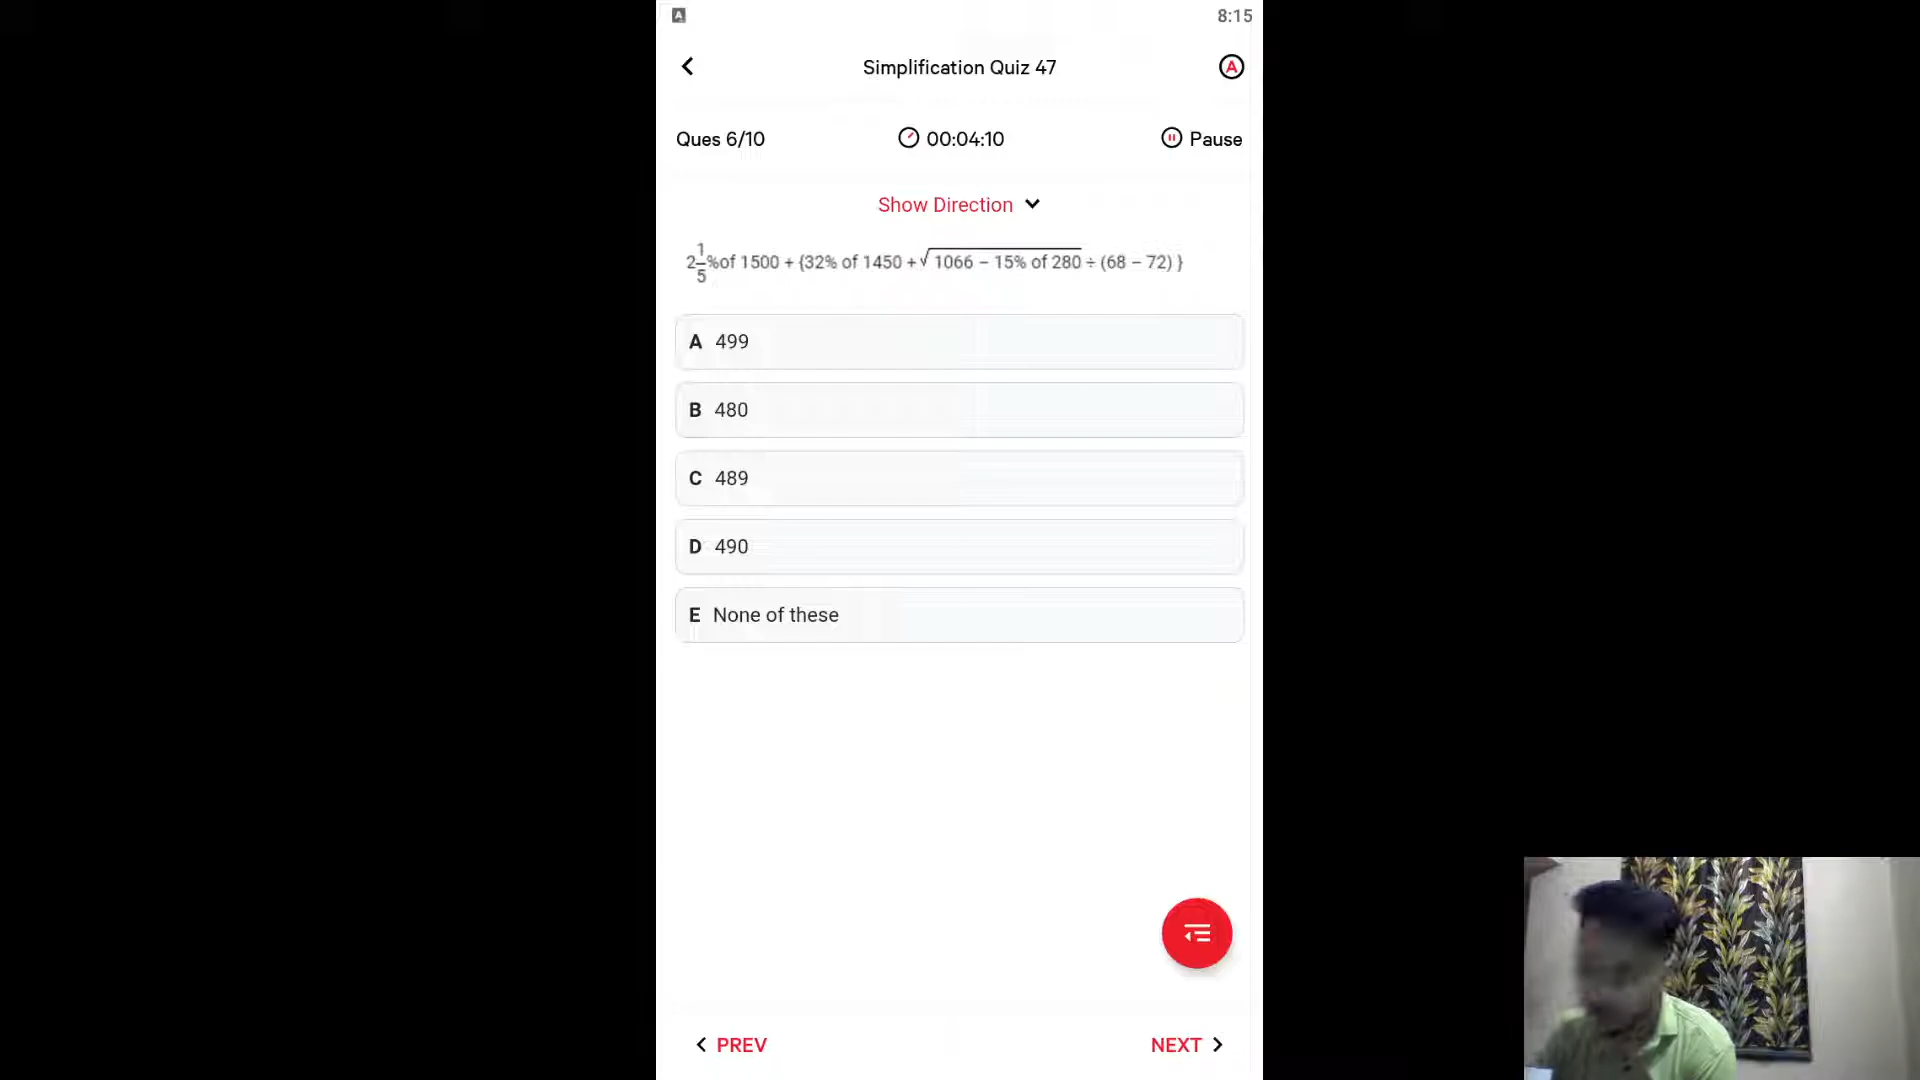 A
8:15
Simplification Quiz 47
A
Ques 6/10
00:04:10
Pause
Show Direction
2 1/5 %of 1500 + {32% of 1450 + √1066 − 15% of 280 ÷ (68 − 72) }
A 499
B 480
C 489
D 490
E None of these
PREV
NEXT